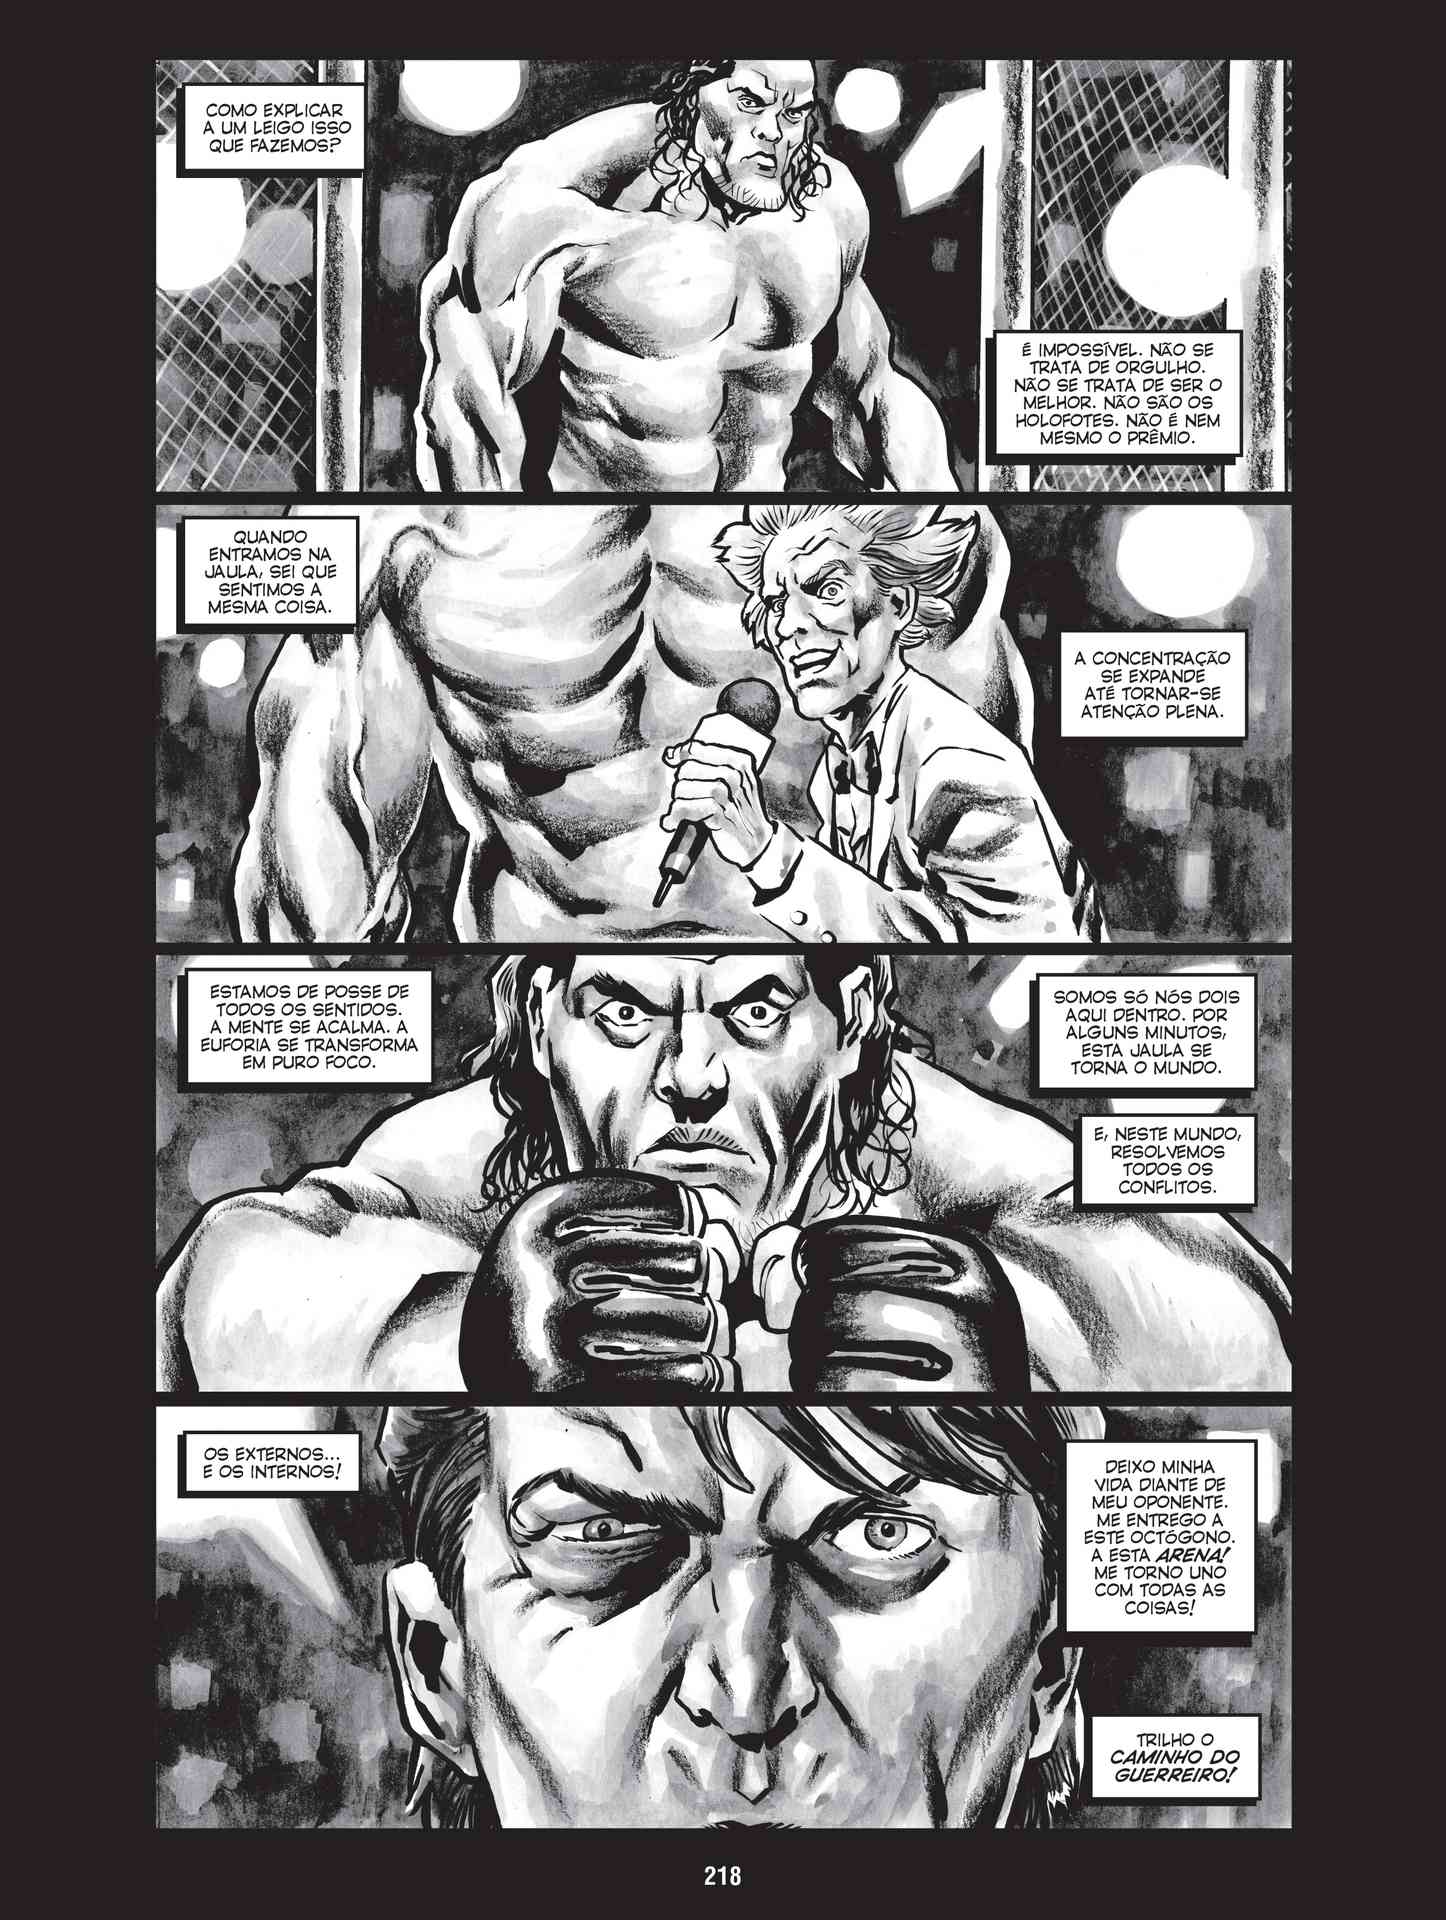 COMO EXPLICAR
A UM LEIGO ISSO
QUE FAZEMOS?
É IMPOSSÍVEL. NÃO SE
TRATA DE ORGULHO.
NÃO SE TRATA DE SER O
MELHOR. NÃO SÃO OS
HOLOFOTES. NÃO É NEM
MESMO O PRÊMIO.
QUANDO
ENTRAMOS NA
JAULA, SEI QUE
SENTIMOS A
MESMA COISA.
A CONCENTRAÇÃO
SE EXPANDE
ATÉ TORNAR-SE
ATENÇÃO PLENA.
ESTAMOS DE POSSE DE
TODOS OS SENTIDOS.
A MENTE SE ACALMA. A
EUFORIA SE TRANSFORMA
EM PURO FOCO.
SOMOS SÓ NÓS DOIS
AQUI DENTRO. POR
ALGUNS MINUTOS,
ESTA JAULA SE
TORNA O MUNDO.
E, NESTE MUNDO,
RESOLVEMOS
TODOS OS
CONFLITOS.
OS EXTERNOS...
E OS INTERNOS!
DEIXO MINHA
VIDA DIANTE DE
MEU OPONENTE.
ME ENTREGO A
ESTE OCTÓGONO.
A ESTA ARENA!
ME TORNO UNO
COM TODAS AS
COISAS!
TRILHO O
CAMINHO DO
GUERREIRO!
218